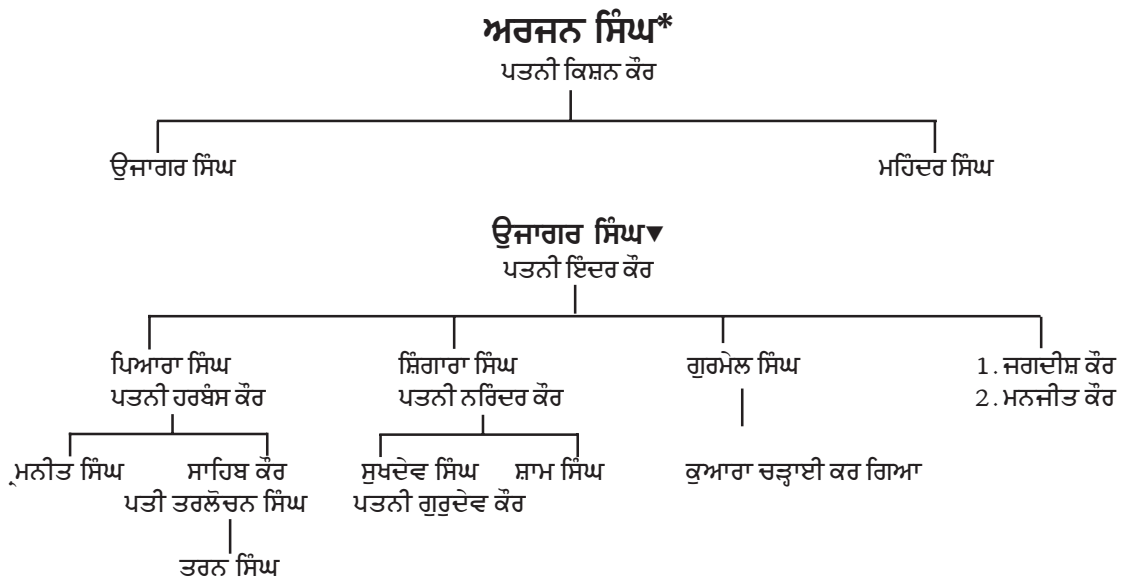 ਅਰਜਨ ਸਿੰਘ*
ਪਤਨੀ ਕਿਸ਼ਨ ਕੌਰ
ਉਜਾਗਰ ਸਿੰਘ ਮਹਿੰਦਰ ਸਿੰਘ
ਉਜਾਗਰ ਸਿੰਘ▼
ਪਤਨੀ ਇੰਦਰ ਕੌਰ
ਪਿਆਰਾ ਸਿੰਘ ਸ਼ਿੰਗਾਰਾ ਸਿੰਘ ਗੁਰਮੇਲ ਸਿੰਘ 1.ਜਗਦੀਸ਼ ਕੌਰ
ਪਤਨੀ ਹਰਬੰਸ ਕੌਰ ਪਤਨੀ ਨਰਿੰਦਰ ਕੌਰ 2.ਮਨਜੀਤ ਕੌਰ
ਮਨੀਤ ਸਿੰਘ ਸਾਹਿਬ ਕੌਰ ਸੁਖਦੇਵ ਸਿੰਘ ਸ਼ਾਮ ਸਿੰਘ ਕੁਆਰਾ ਚੜ੍ਹਾਈ ਕਰ ਗਿਆ
ਪਤੀ ਤਰਲੋਚਨ ਸਿੰਘ ਪਤਨੀ ਗੁਰੁਦੇਵ ਕੌਰ
ਤਰਨ ਸਿੰਘ